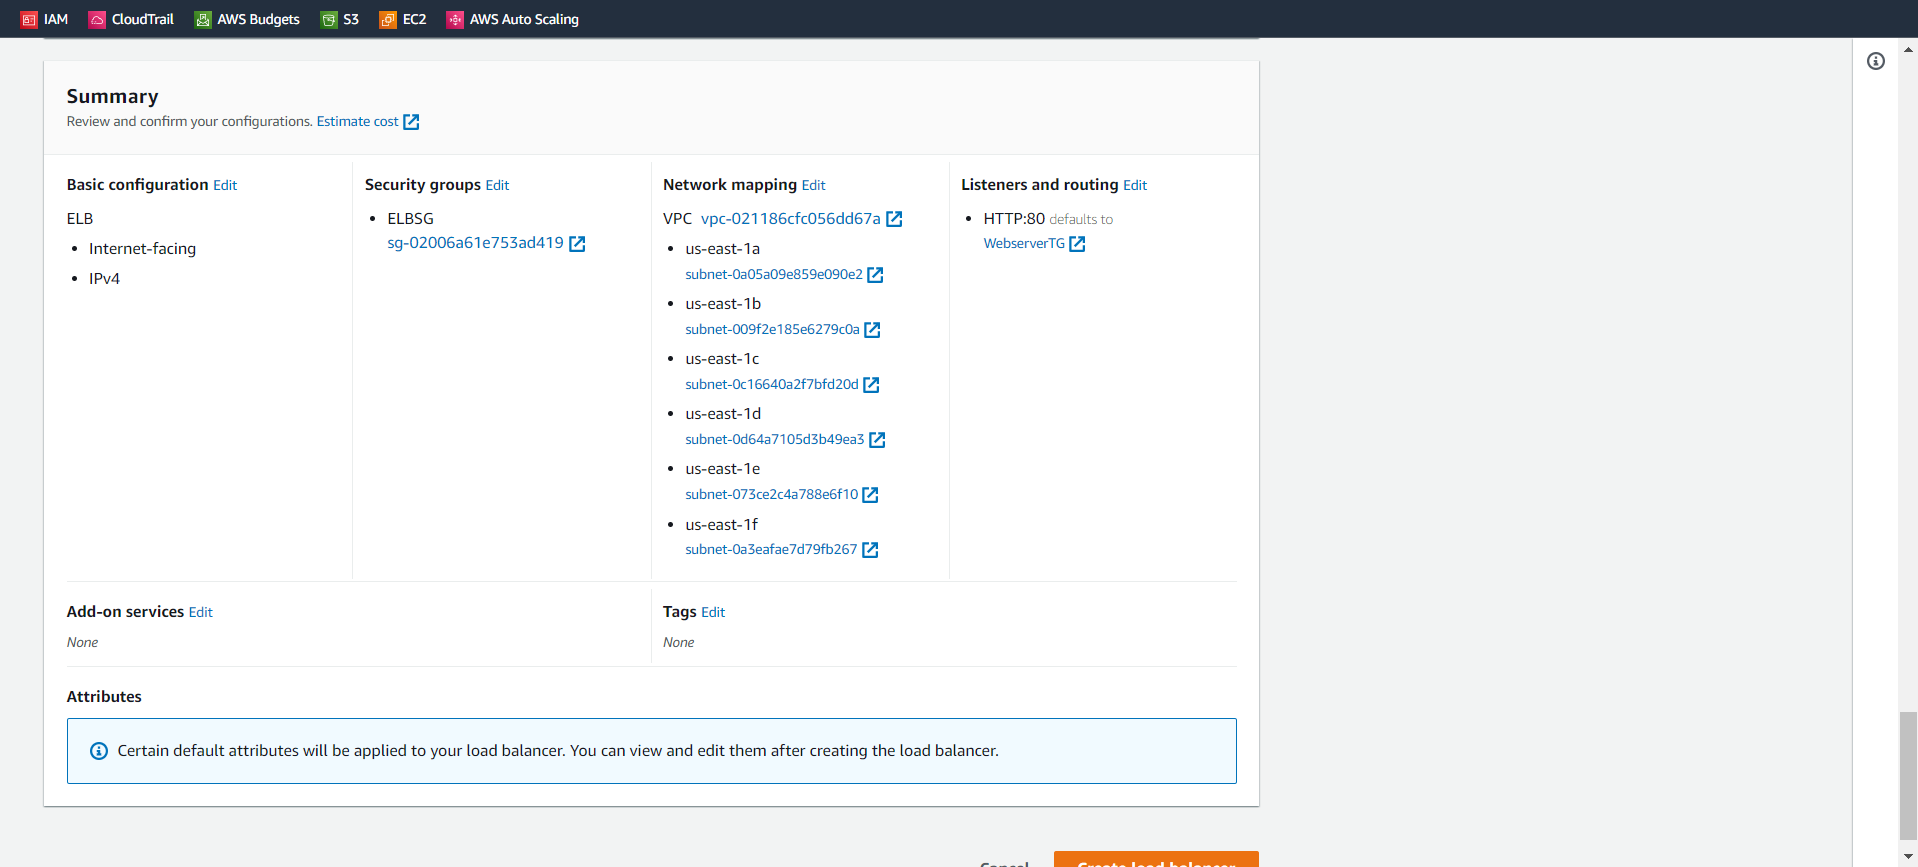 IAM CloudTrail AWS Budgets S3 EC2 AWS Auto Scaling
Summary
Review and confirm your configurations. Estimate cost
Basic configuration Edit
ELB
• Internet-facing
• IPv4
Security groups Edit
• ELBSG
sg-02006a61e753ad419
Network mapping Edit
VPC vpc-021186cfc056dd67a
• us-east-1a
subnet-0a05a09e859e090e2
• us-east-1b
subnet-009f2e185e6279c0a
• us-east-1c
subnet-0c16640a2f7bfd20d
• us-east-1d
subnet-0d64a7105d3b49ea3
• us-east-1e
subnet-073ce2c4a788e6f10
• us-east-1f
subnet-0a3eafae7d79fb267
Listeners and routing Edit
• HTTP:80 defaults to
WebserverTG
Add-on services Edit
None
Tags Edit
None
Attributes
Certain default attributes will be applied to your load balancer. You can view and edit them after creating the load balancer.
Cancel Create load balancer